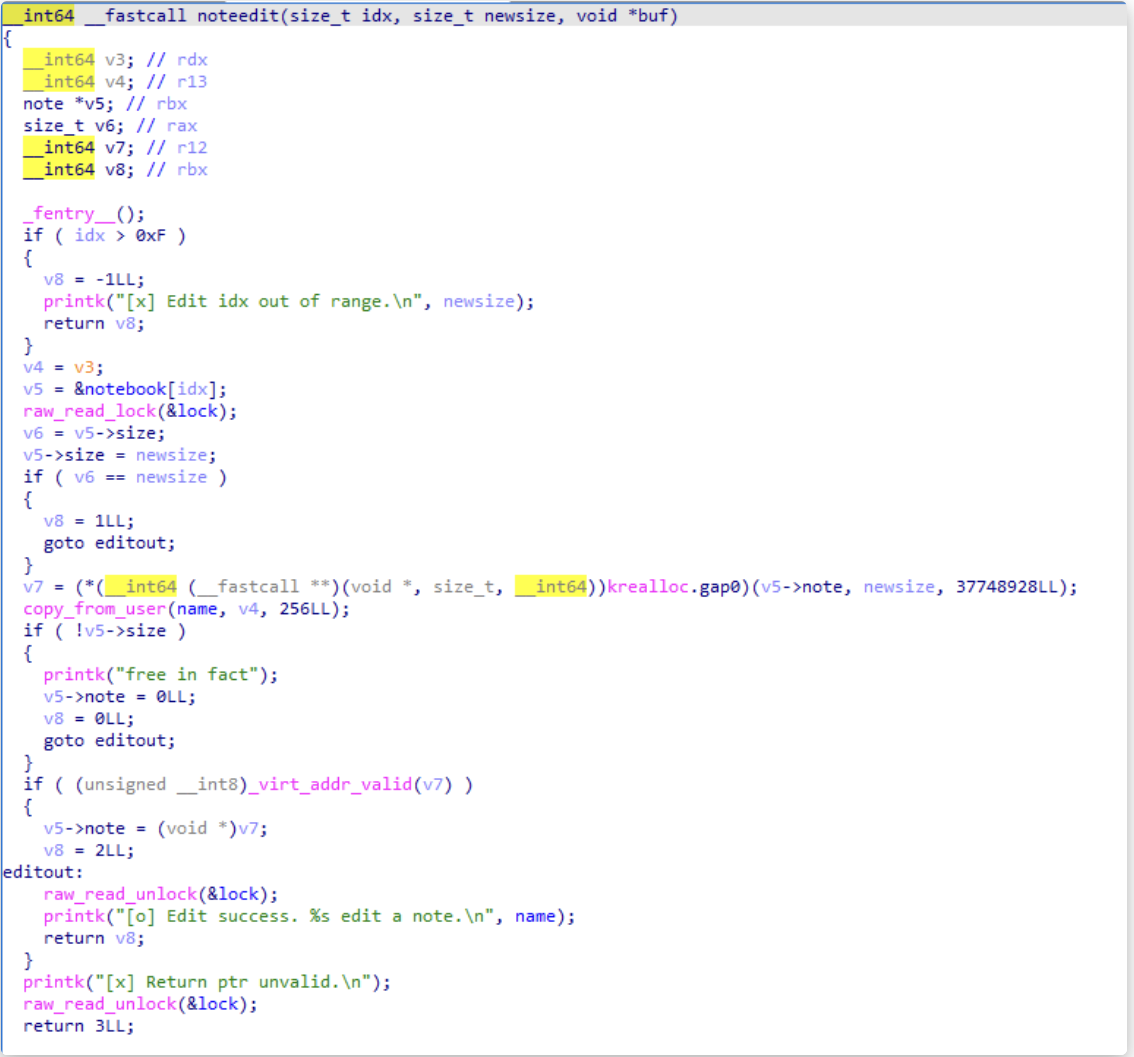 __int64 __fastcall noteedit(size_t idx, size_t newsize, void *buf)
{
  __int64 v3; // rdx
  __int64 v4; // r13
  note *v5; // rbx
  size_t v6; // rax
  __int64 v7; // r12
  __int64 v8; // rbx

  _fentry__();
  if ( idx > 0xF )
  {
    v8 = -1LL;
    printk("[x] Edit idx out of range.\n", newsize);
    return v8;
  }
  v4 = v3;
  v5 = &notebook[idx];
  raw_read_lock(&lock);
  v6 = v5->size;
  v5->size = newsize;
  if ( v6 == newsize )
  {
    v8 = 1LL;
    goto editout;
  }
  v7 = (*(__int64 (__fastcall **)(void *, size_t, __int64))krealloc.gap0)(v5->note, newsize, 37748928LL);
  copy_from_user(name, v4, 256LL);
  if ( !v5->size )
  {
    printk("free in fact");
    v5->note = 0LL;
    v8 = 0LL;
    goto editout;
  }
  if ( (unsigned __int8)_virt_addr_valid(v7) )
  {
    v5->note = (void *)v7;
    v8 = 2LL;
editout:
    raw_read_unlock(&lock);
    printk("[o] Edit success. %s edit a note.\n", name);
    return v8;
  }
  printk("[x] Return ptr unvalid.\n");
  raw_read_unlock(&lock);
  return 3LL;